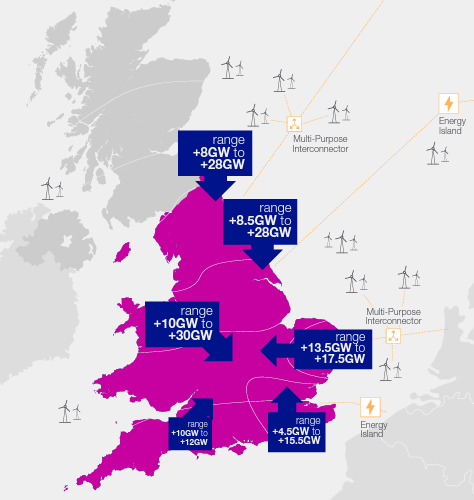 Multi-Purpose
Interconnector
Energy
Island
range
+8GW to
+28GW
range
+8.5GW to
+28GW
range
+10GW to
+30GW
Multi-Purpose
Interconnector
range
+13.5GW to
+17.5GW
range
+10GW to
+12GW
range
+4.5GW to
+15.5GW
Energy
Island